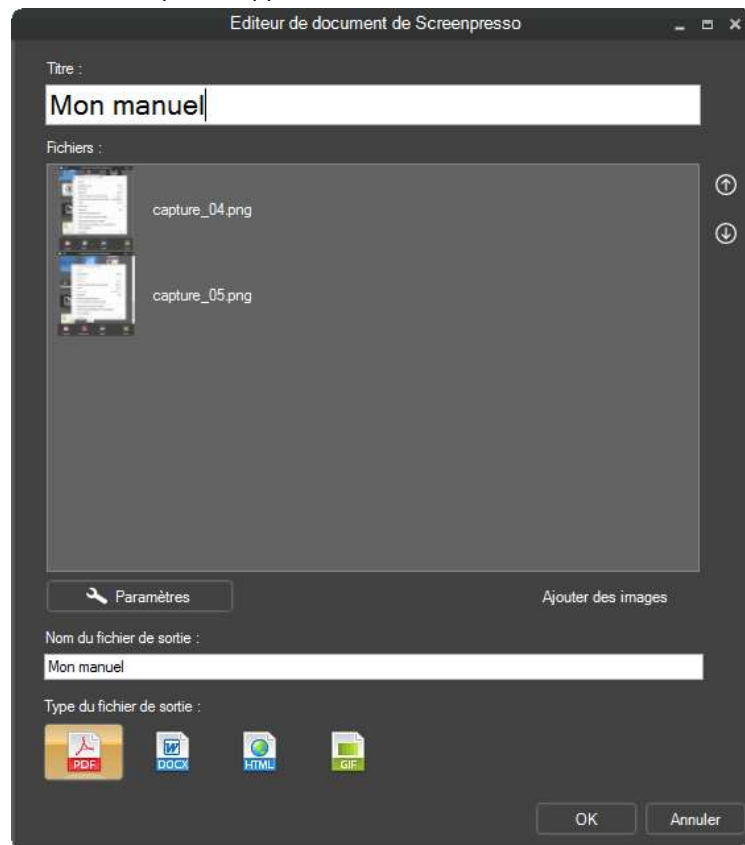 Editeur de document de Screenpresso
Titre :
Mon manuel
Fichiers :
capture_04.png
capture_05.png
Paramètres
Ajouter des images
Nom du fichier de sortie :
Mon manuel
Type du fichier de sortie :
PDF
W DOCX
HTML
GIF
OK
Annuler